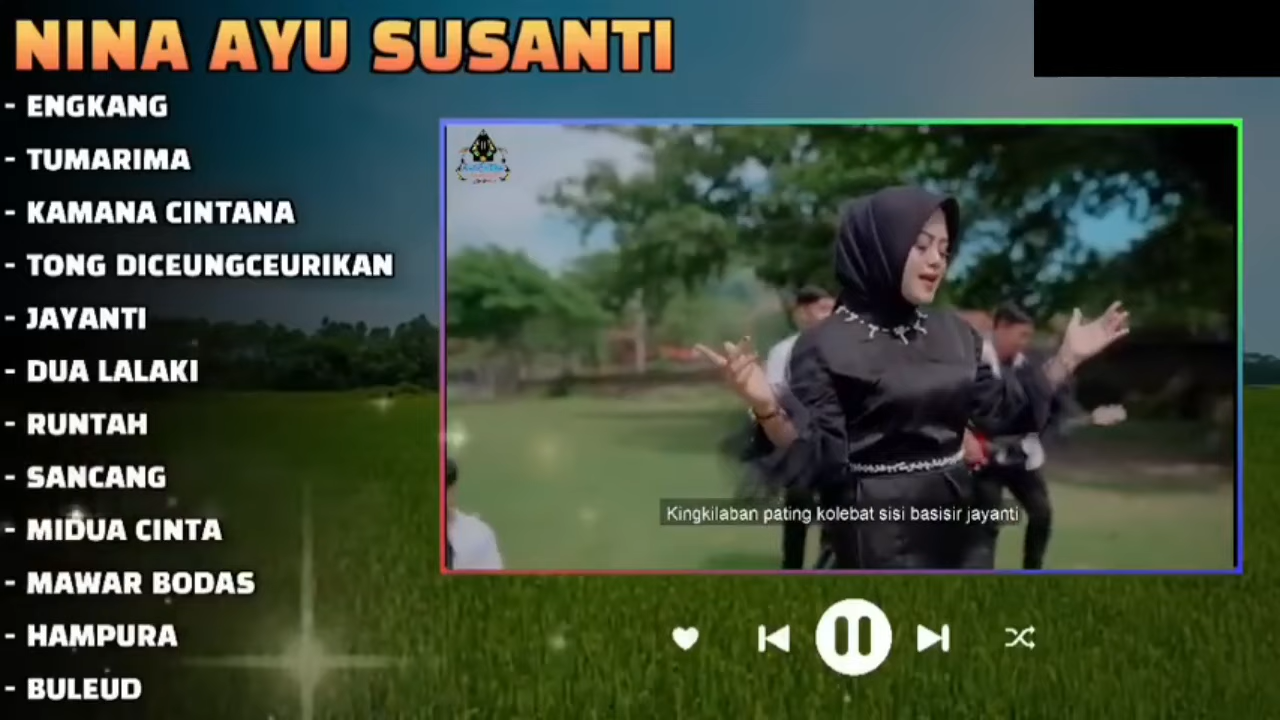 NINA AYU SUSANTI
- ENGKANG
- TUMARIMA
- KAMANA CINTANA
- TONG DICEUNGCEURIKAN
- JAYANTI
- DUA LALAKI
- RUNTAH
- SANCANG
- MIDUA CINTA
- MAWAR BODAS
- HAMPURA
- BULEUD
Kingkilaban pating kolebat sisi basisir jayanti